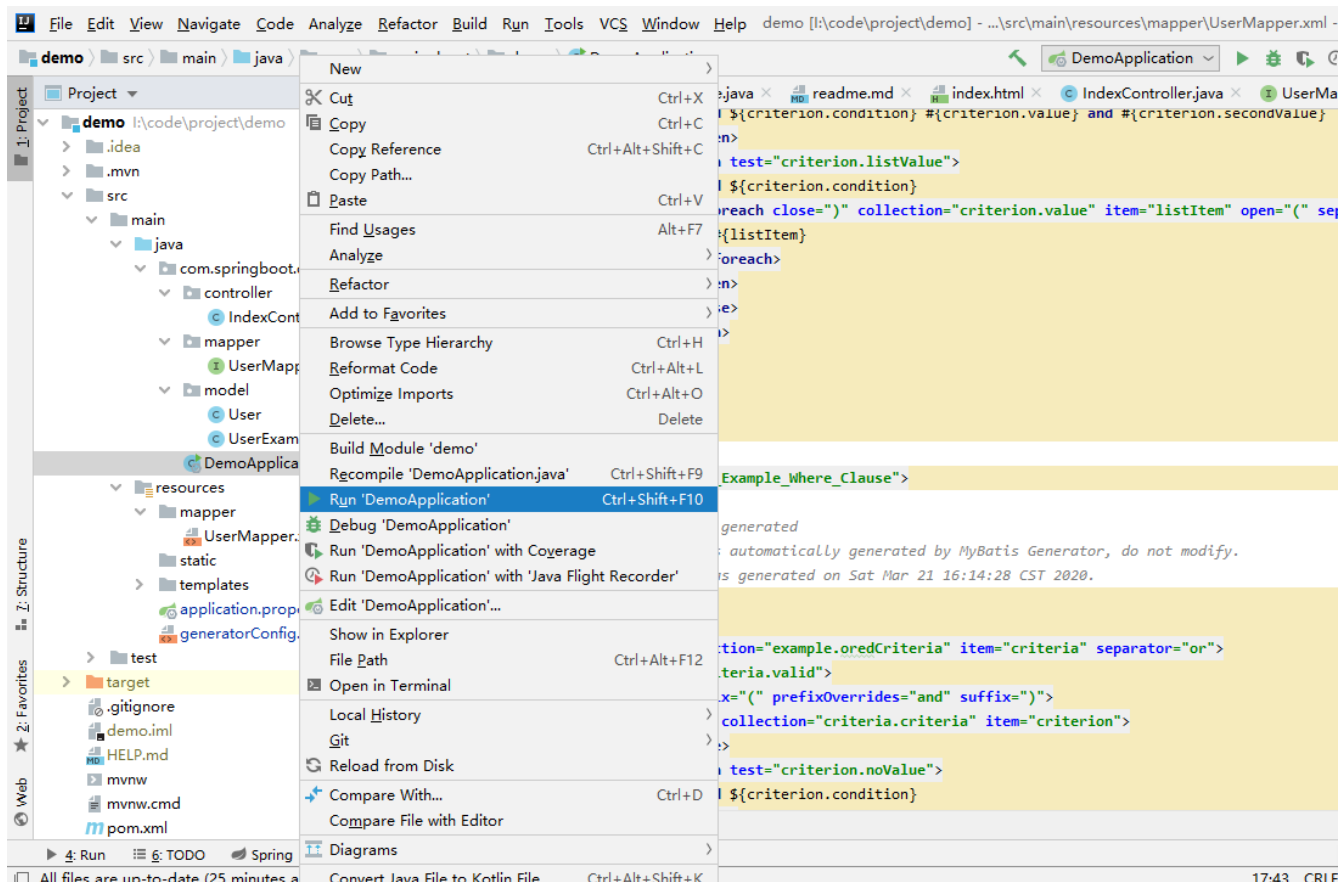 File Edit View Navigate Code Analyze Refactor Build Run Tools VCS Window Help demo [I:\code\project\demo] - ...\src\main\resources\mapper\UserMapper.xml -
demo src main java
DemoApplication
1: Project
Project
.java readme.md index.html IndexController.java UserMa
demo I:\code\project\demo
.idea
.mvn
src
main
java
com.springboot.
controller
IndexCont
mapper
UserMapp
model
User
UserExam
DemoApplica
resources
mapper
UserMapper.
static
templates
application.prope
generatorConfig.
test
target
.gitignore
demo.iml
HELP.md
mvnw
mvnw.cmd
pom.xml
7: Structure
2: Favorites
Web
New
Cut Ctrl+X
Copy Ctrl+C
Copy Reference Ctrl+Alt+Shift+C
Copy Path...
Paste Ctrl+V
Find Usages Alt+F7
Analyze
Refactor
Add to Favorites
Browse Type Hierarchy Ctrl+H
Reformat Code Ctrl+Alt+L
Optimize Imports Ctrl+Alt+O
Delete... Delete
Build Module 'demo'
Recompile 'DemoApplication.java' Ctrl+Shift+F9
Run 'DemoApplication' Ctrl+Shift+F10
Debug 'DemoApplication'
Run 'DemoApplication' with Coverage
Run 'DemoApplication' with 'Java Flight Recorder'
Edit 'DemoApplication'...
Show in Explorer
File Path Ctrl+Alt+F12
Open in Terminal
Local History
Git
Reload from Disk
Compare With... Ctrl+D
Compare File with Editor
Diagrams
Convert Java File to Kotlin File Ctrl+Alt+Shift+K
${criterion.condition} #{criterion.value} and #{criterion.secondValue}
en>
test="criterion.listValue">
${criterion.condition}
oreach close=")" collection="criterion.value" item="listItem" open="(" sep
#{listItem}
foreach>
en>
se>
>
_Example_Where_Clause">
generated
automatically generated by MyBatis Generator, do not modify.
s generated on Sat Mar 21 16:14:28 CST 2020.
tion="example.oredCriteria" item="criteria" separator="or">
teria.valid">
x="(" prefixOverrides="and" suffix=")">
collection="criteria.criteria" item="criterion">
>
test="criterion.noValue">
${criterion.condition}
4: Run 6: TODO Spring
All files are up-to-date (25 minutes a
17:43 CRLF